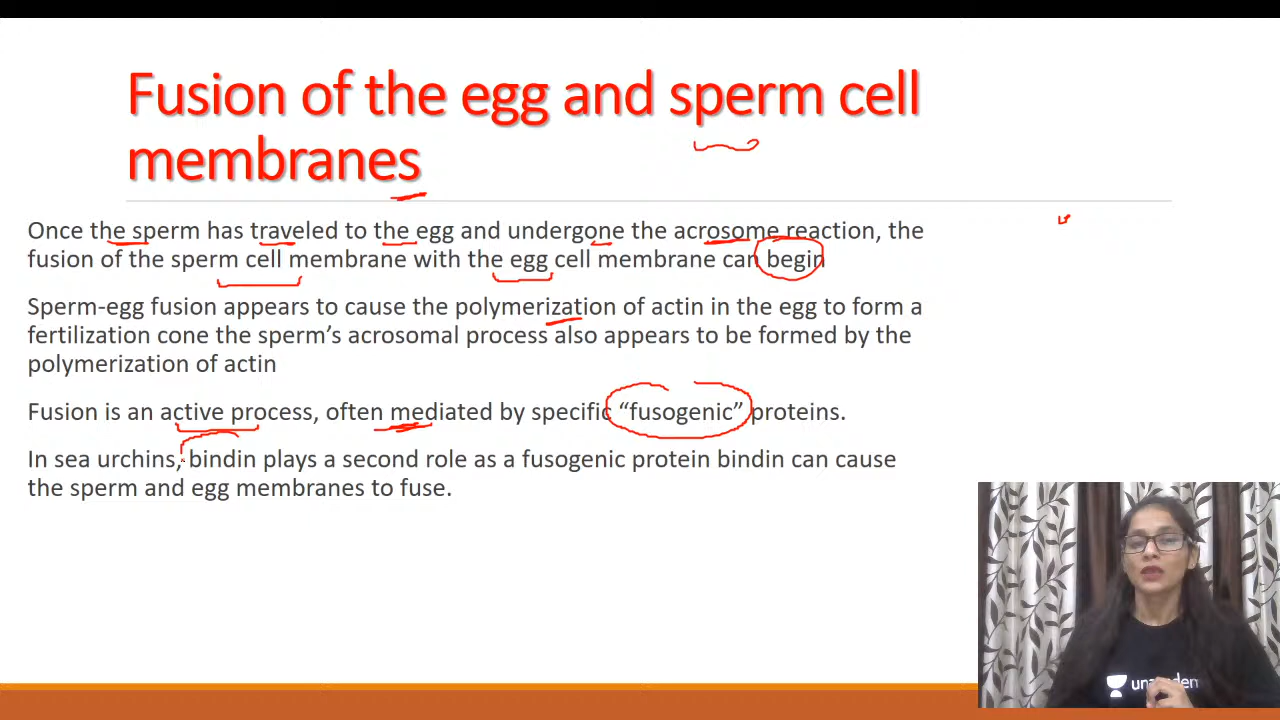 Fusion of the egg and sperm cell
membranes
Once the sperm has traveled to the egg and undergone the acrosome reaction, the
fusion of the sperm cell membrane with the egg cell membrane can begin
Sperm-egg fusion appears to cause the polymerization of actin in the egg to form a
fertilization cone the sperm's acrosomal process also appears to be formed by the
polymerization of actin
Fusion is an active process, often mediated by specific “fusogenic” proteins.
In sea urchins, bindin plays a second role as a fusogenic protein bindin can cause
the sperm and egg membranes to fuse.